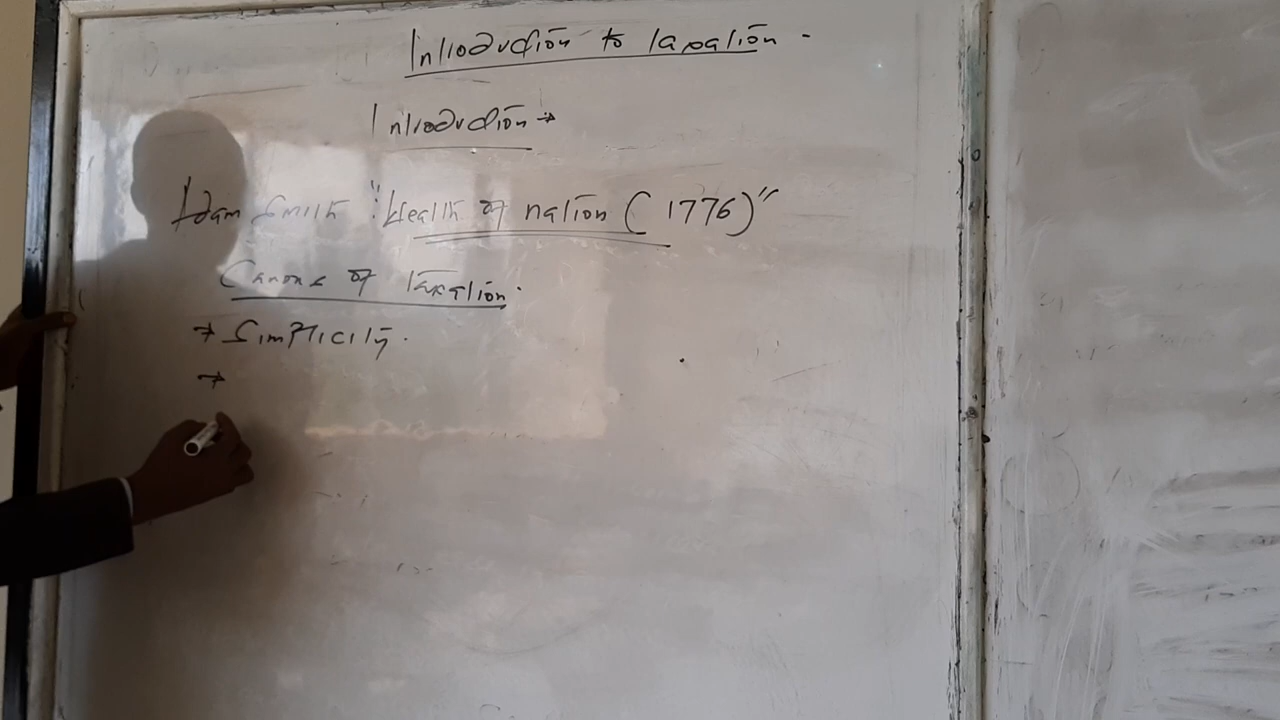 Introduction to Taxation.
Introduction →
Adam Smith "Wealth of nation (1776)"
Canons of Taxation.
→ Simplicity.
→